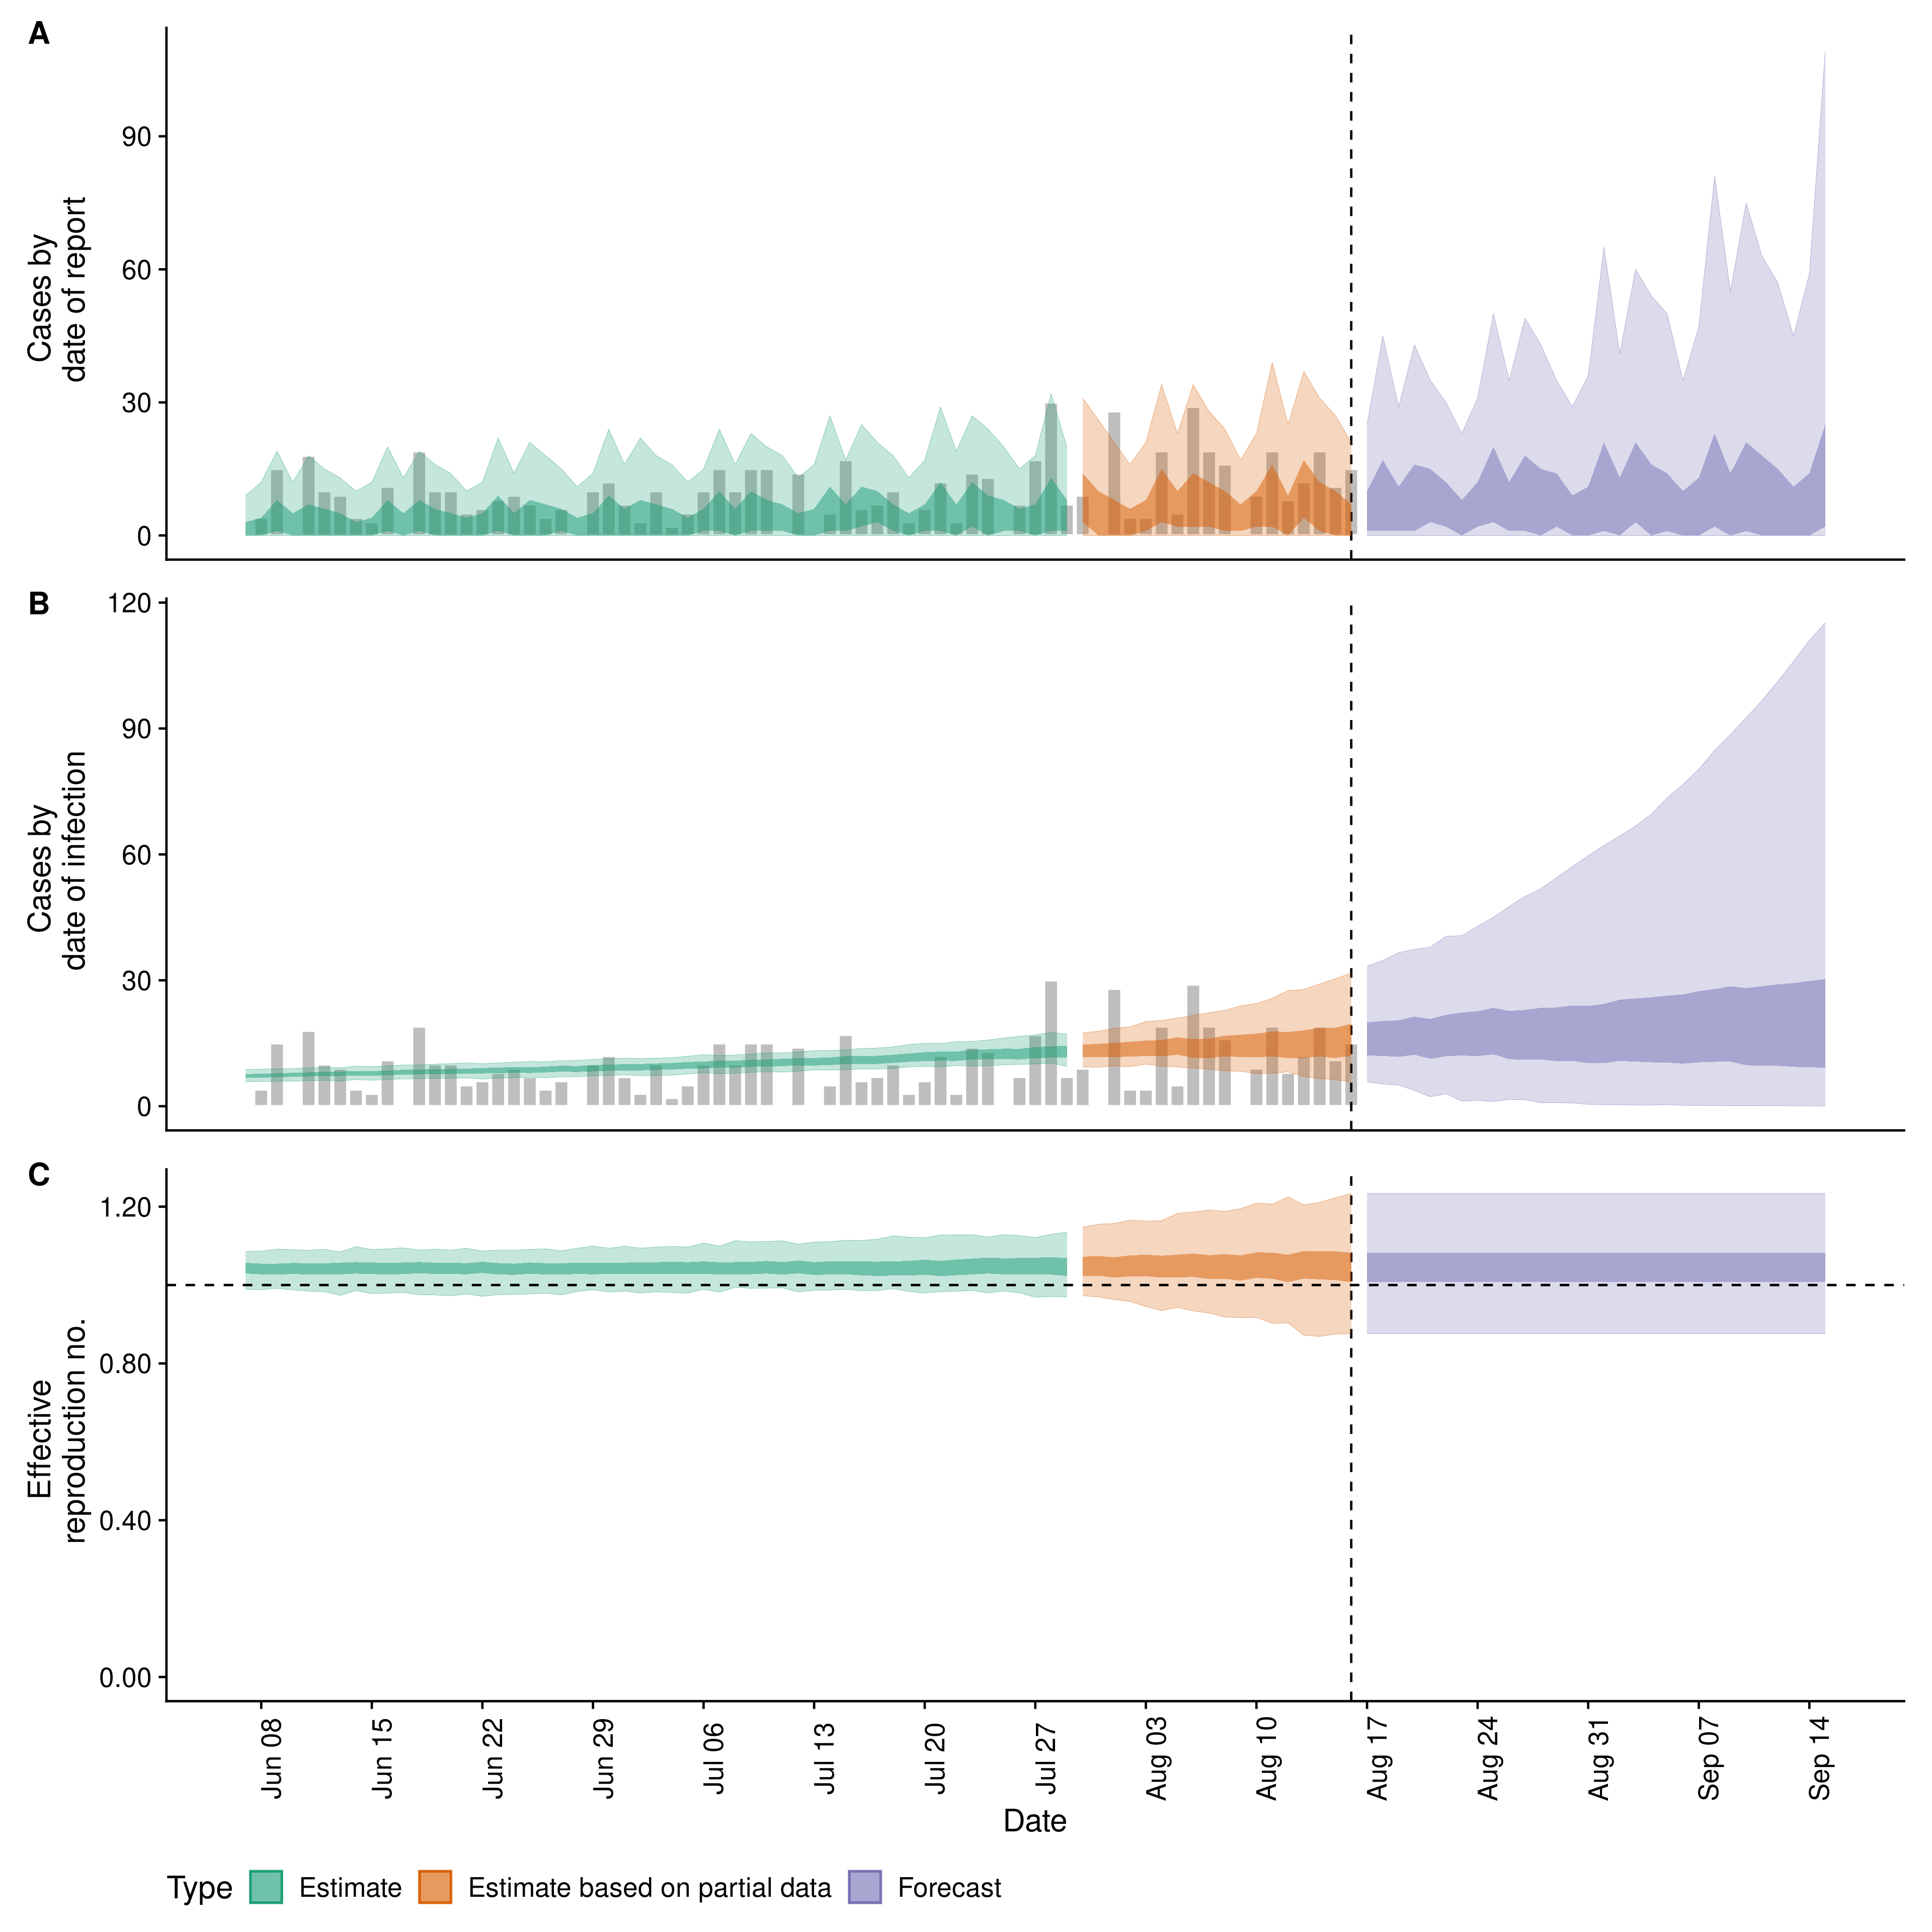 A
Cases by
date of report
90
60
30
0
B
Cases by
date of infection
120
90
60
30
0
C
Effective
reproduction no.
1.20
0.80
0.40
0.00
Jun 08
Jun 15
Jun 22
Jun 29
Jul 06
Jul 13
Jul 20
Jul 27
Aug 03
Aug 10
Aug 17
Aug 24
Aug 31
Sep 07
Sep 14
Date
Type Estimate Estimate based on partial data Forecast